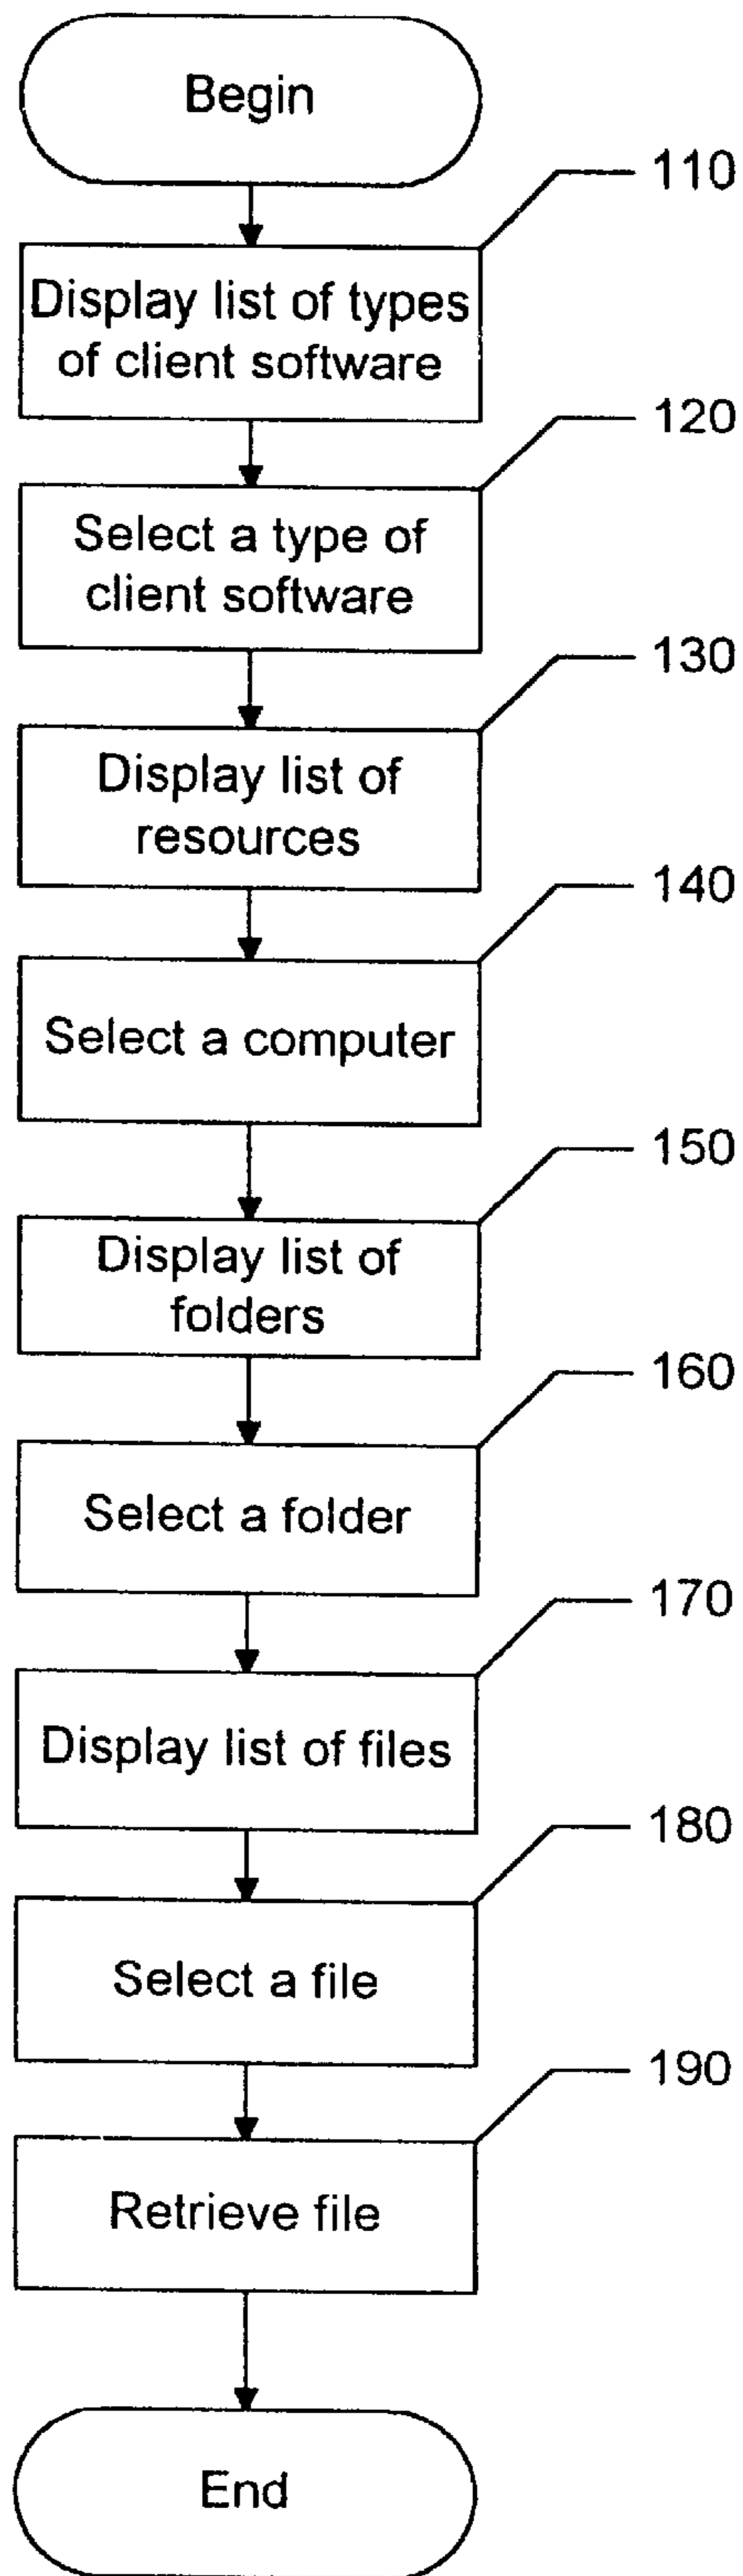 Begin
110
Display list of types
of client software
120
Select a type of
client software
130
Display list of
resources
140
Select a computer
150
Display list of
folders
160
Select a folder
170
Display list of files
180
Select a file
190
Retrieve file
End